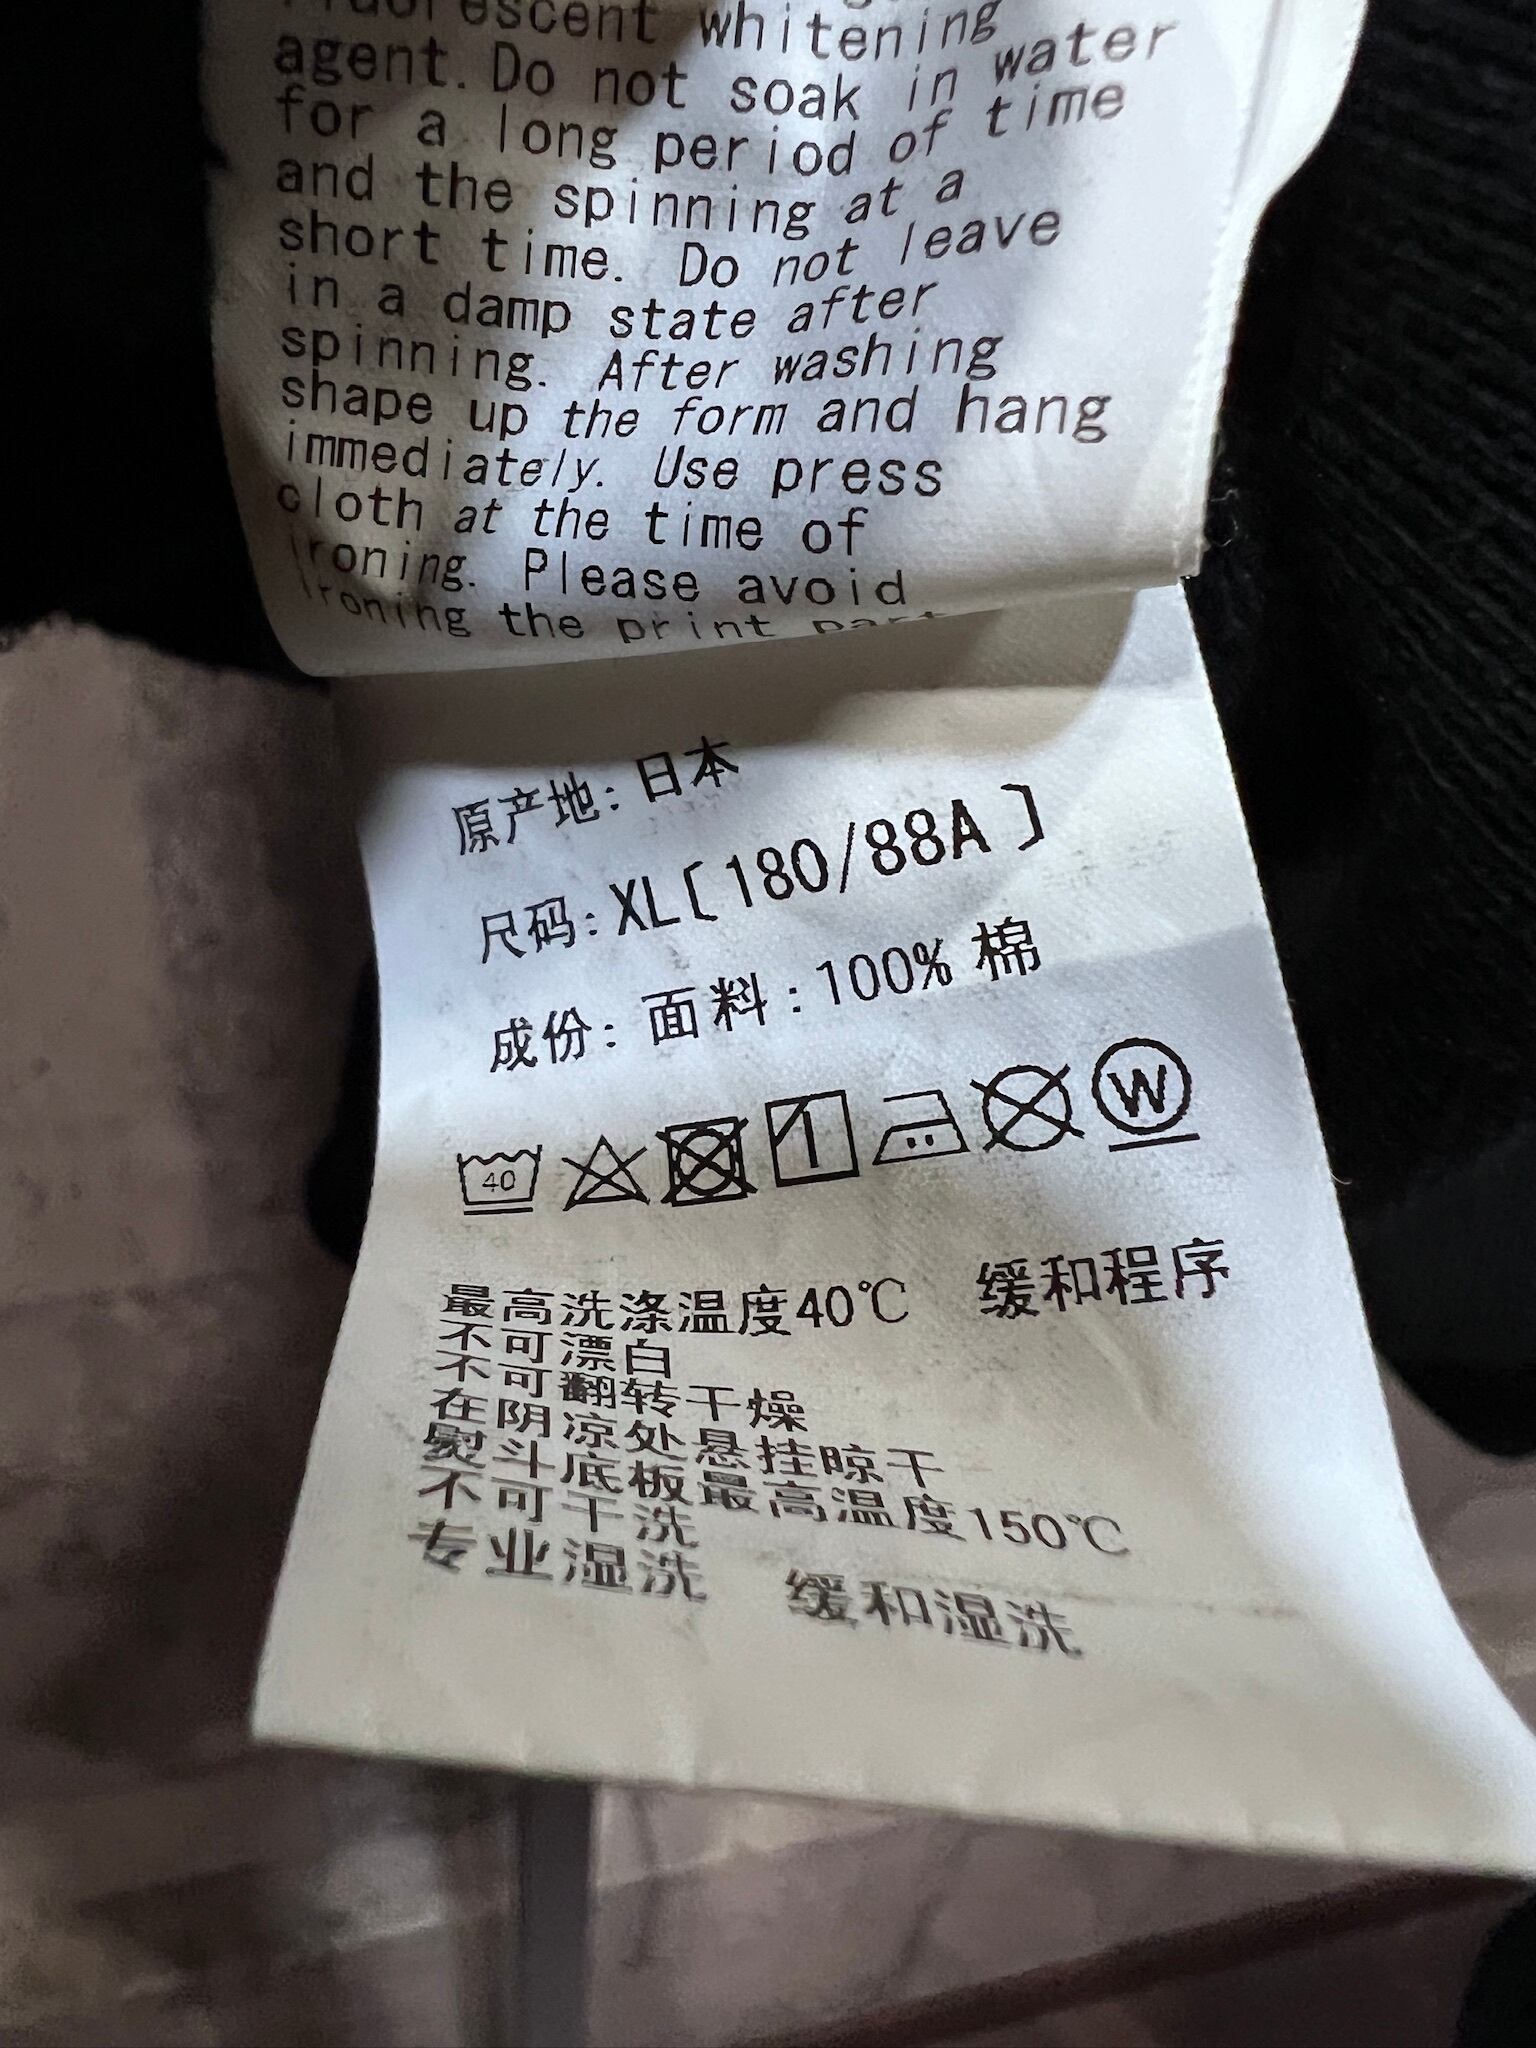 Fluorescent whitening
agent. Do not soak in water
for a long period of time
and the spinning at a
short time. Do not leave
in a damp state after
spinning. After washing
shape up the form and hang
immediately. Use press
cloth at the time of
ironing. Please avoid
ironing the print part
原产地: 日本
尺码: XL〔180/88A〕
成份: 面料: 100% 棉
40
W
最高洗涤温度40℃ 缓和程序
不可漂白
不可翻转干燥
在阴凉处悬挂晾干
熨斗底板最高温度150℃
不可干洗
专业湿洗 缓和湿洗